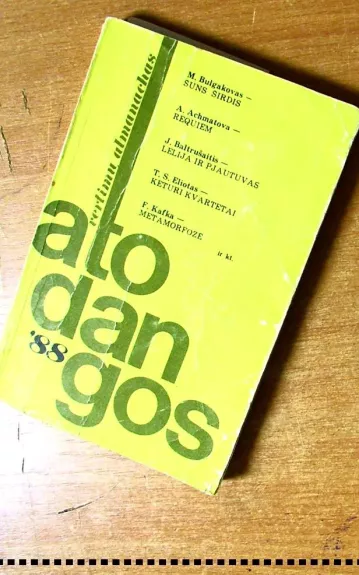 M. Bulgakovas —
ŠUNS ŠIRDIS
A. Achmatova —
REQUIEM
J. Baltrušaitis —
LELIJA IR PJAUTUVAS
T. S. Eliotas —
KETURI KVARTETAI
F. Kafka —
METAMORFOZĖ
ir kt.
vertimų almanachas
ato
dan
'88 gos